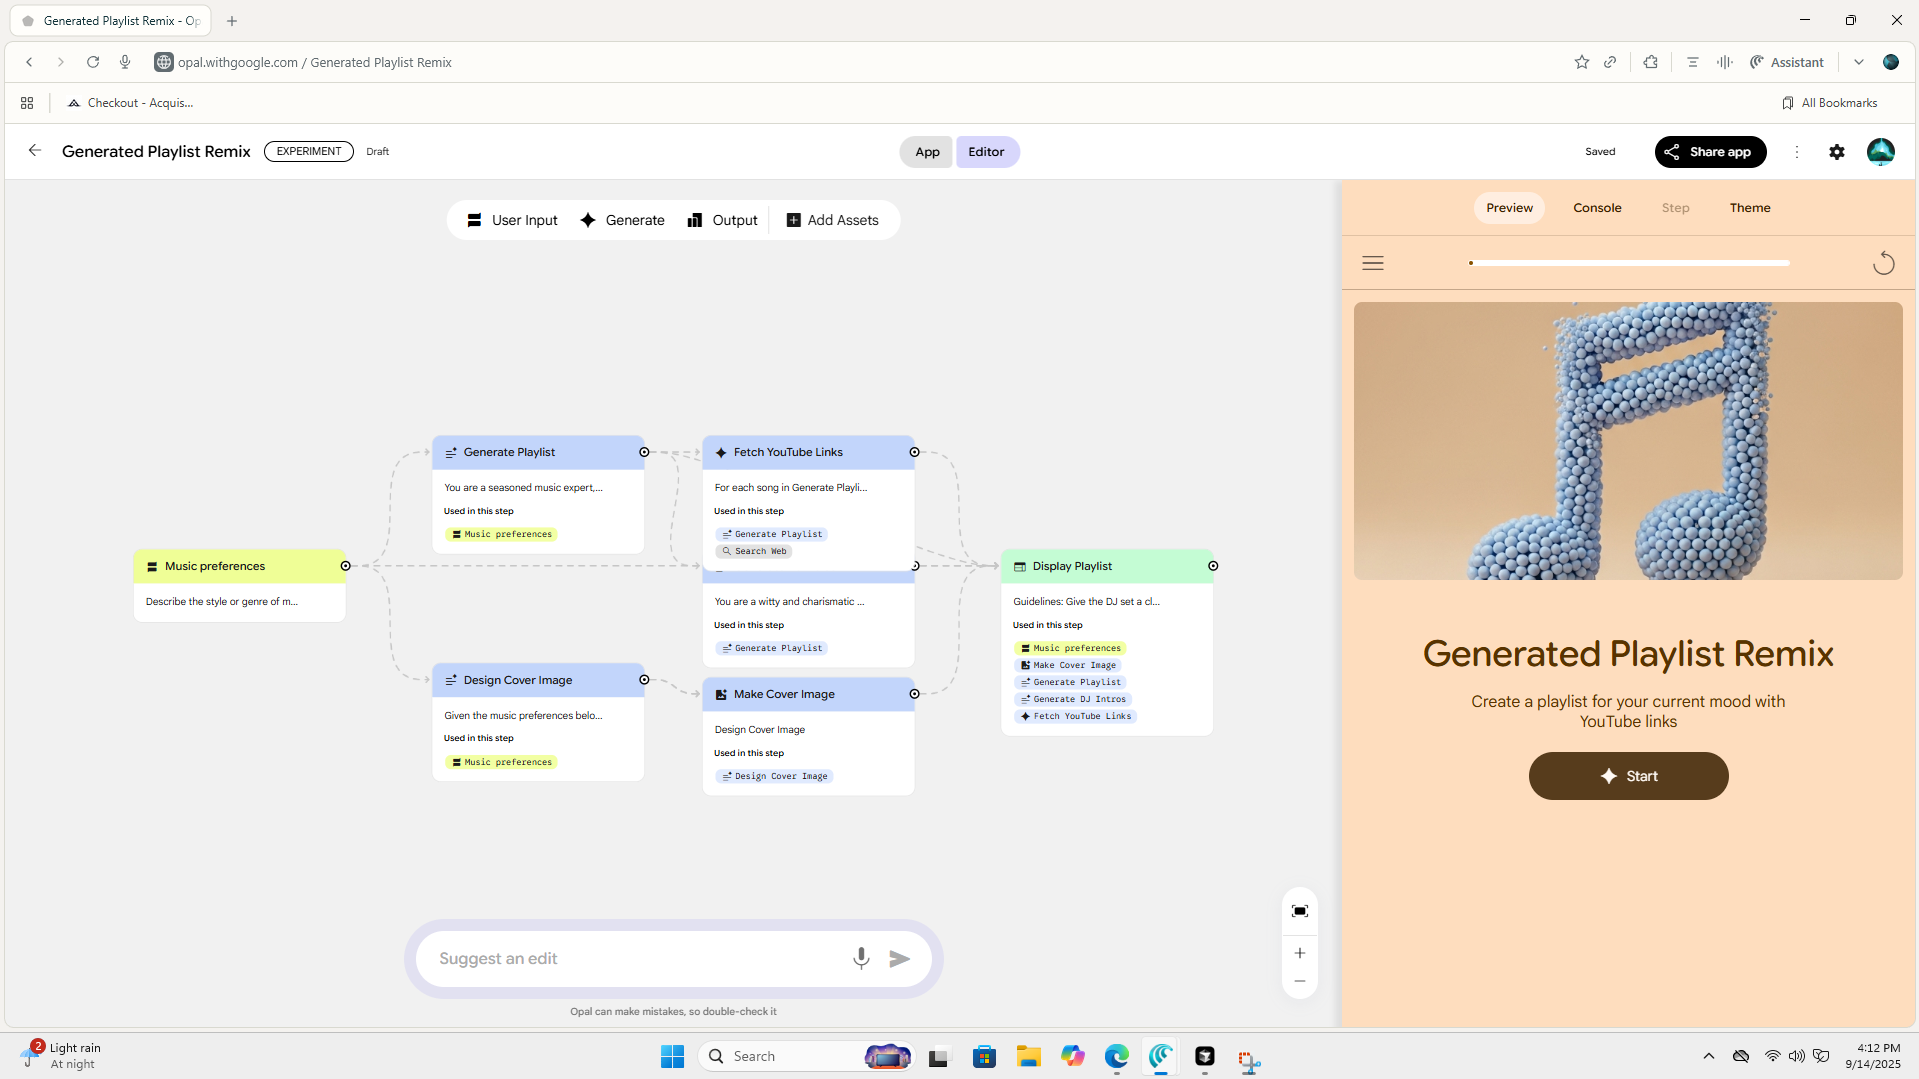 Generated Playlist Remix - Op
opal.withgoogle.com / Generated Playlist Remix
Assistant
Checkout - Acquis...
All Bookmarks
Generated Playlist Remix
EXPERIMENT
Draft
App
Editor
Saved
Share app
User Input
Generate
Output
Add Assets
Preview
Console
Step
Theme
Music preferences
Describe the style or genre of m...
Generate Playlist
You are a seasoned music expert,...
Used in this step
Music preferences
Design Cover Image
Given the music preferences belo...
Used in this step
Music preferences
Fetch YouTube Links
For each song in Generate Playli...
Used in this step
Generate Playlist
Search Web
You are a witty and charismatic ...
Used in this step
Generate Playlist
Make Cover Image
Design Cover Image
Used in this step
Design Cover Image
Display Playlist
Guidelines: Give the DJ set a cl...
Used in this step
Music preferences
Make Cover Image
Generate Playlist
Generate DJ Intros
Fetch YouTube Links
Generated Playlist Remix
Create a playlist for your current mood with
YouTube links
Start
Suggest an edit
Opal can make mistakes, so double-check it
2
Light rain
At night
Search
4:12 PM
9/14/2025